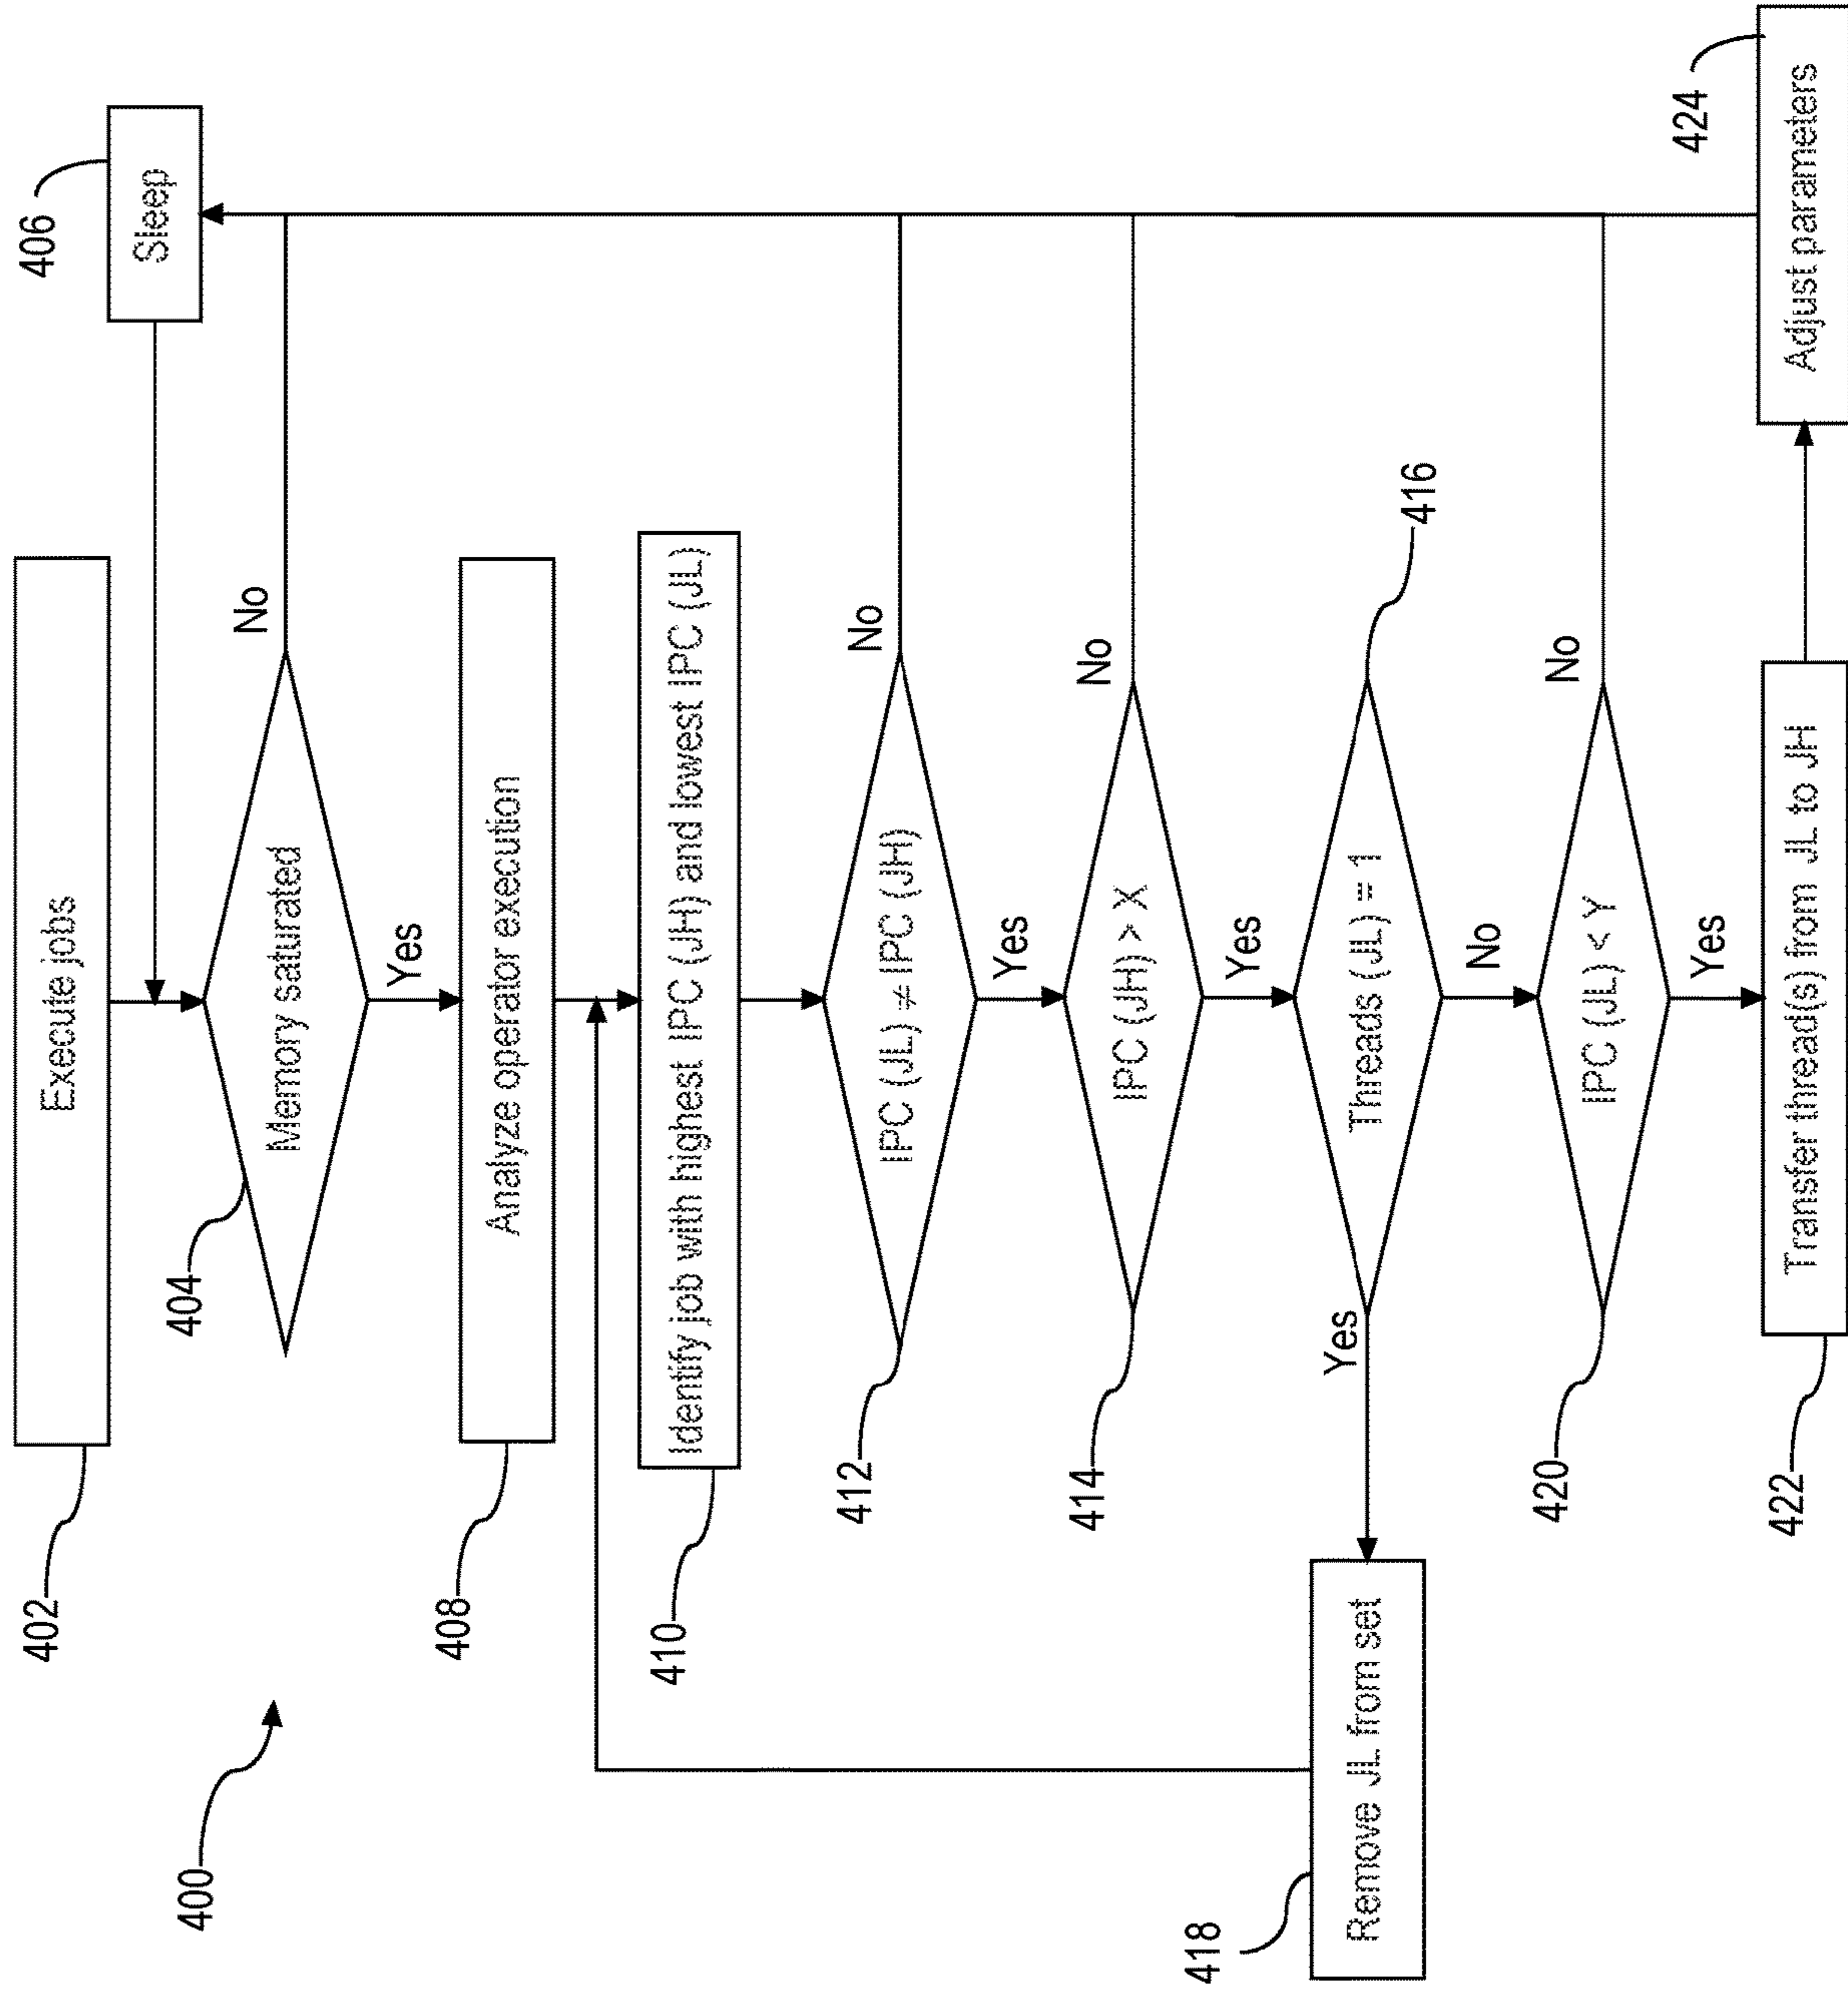 400
402
Execute jobs
406
Sleep
404
Memory saturated
No
Yes
408
Analyze operator execution
410
Identify job with highest IPC (JH) and lowest IPC (JL)
412
IPC (JL) ≠ IPC (JH)
No
Yes
414
IPC (JH) > X
No
Yes
416
Threads (JL) = 1
Yes
No
418
Remove JL from set
420
IPC (JL) < Y
No
Yes
422
Transfer thread(s) from JL to JH
424
Adjust parameters